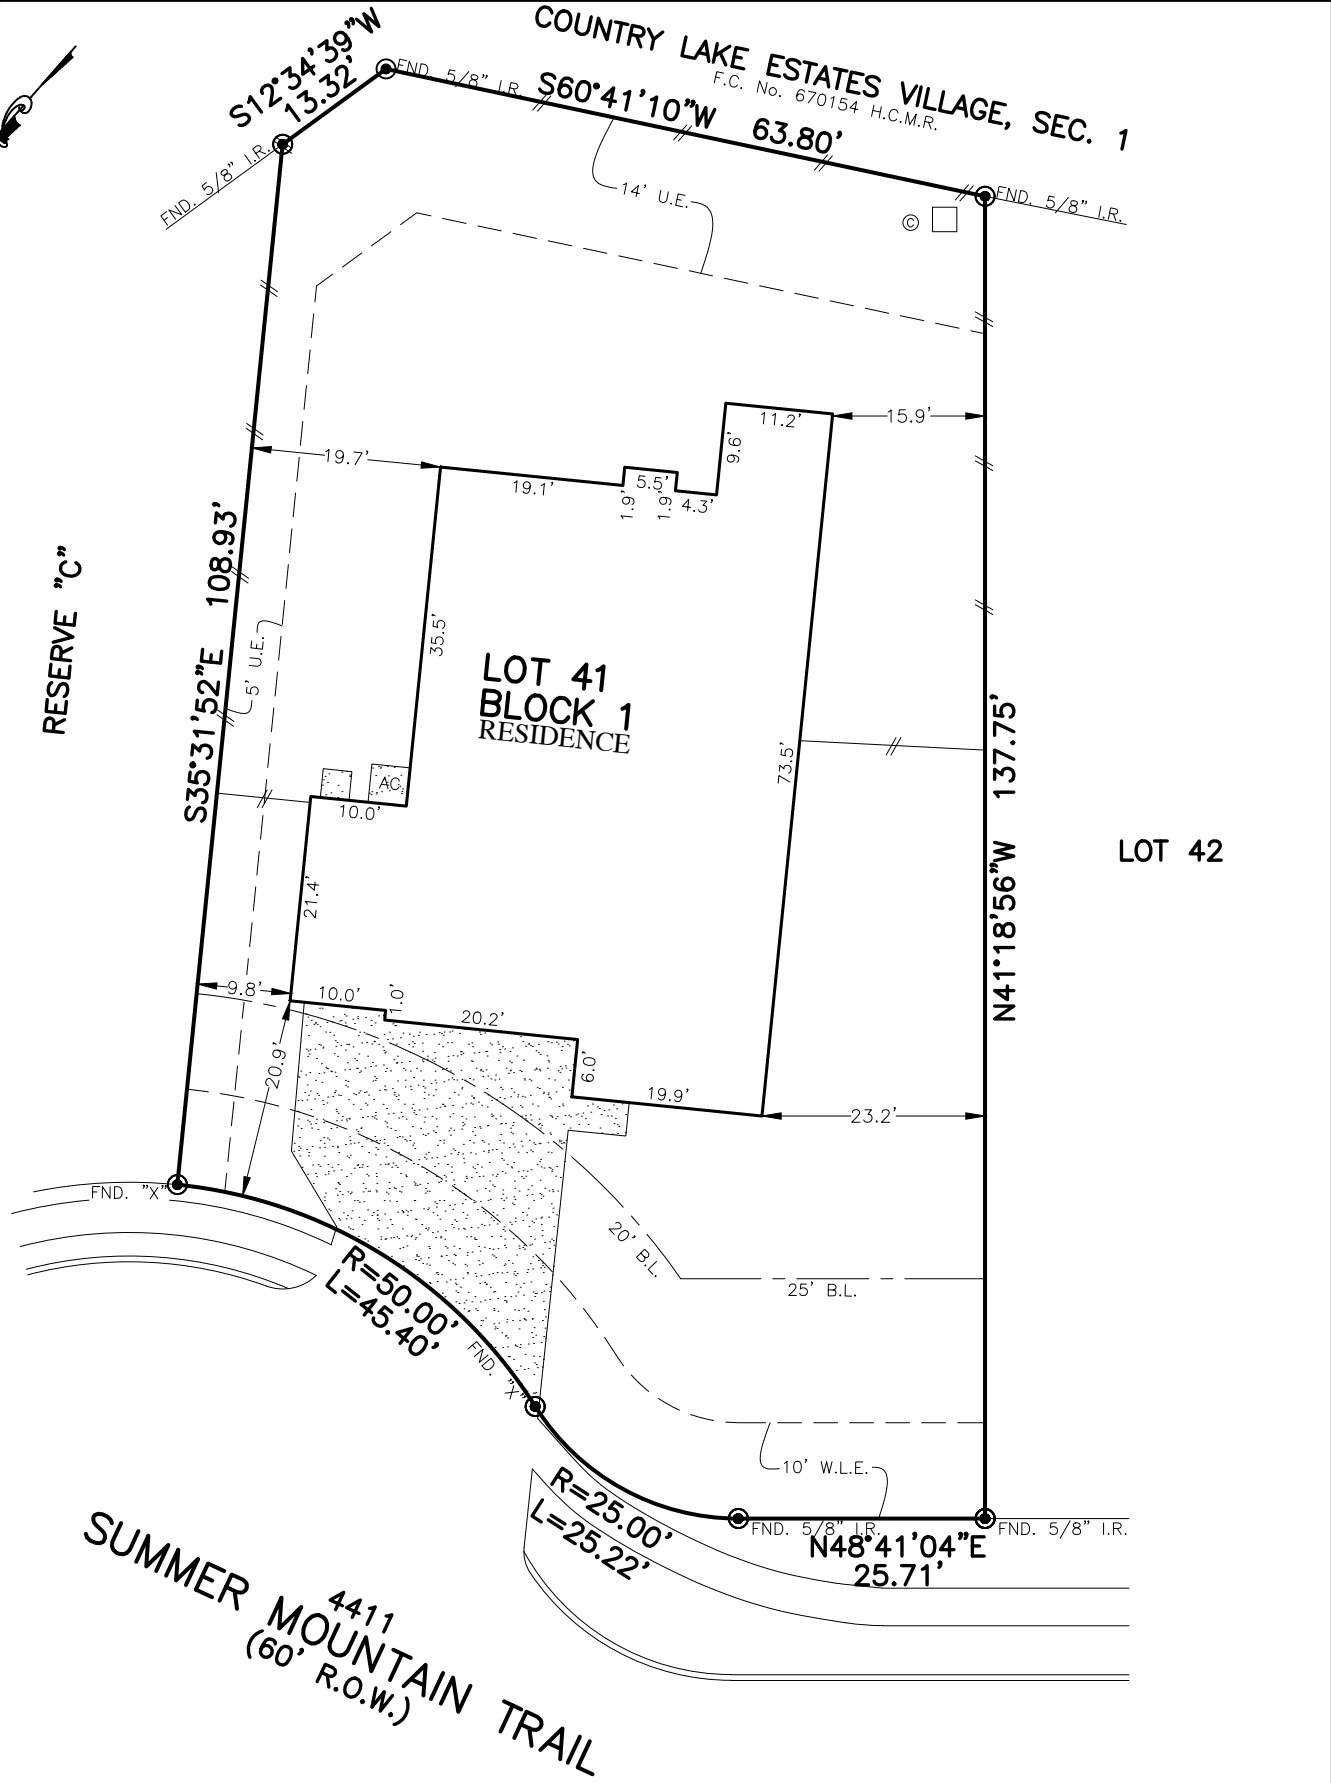 COUNTRY LAKE ESTATES VILLAGE, SEC. 1
F.C. No. 670154 H.C.M.R.
S12°34'39"W
13.32'
FND. 5/8" I.R.
S60°41'10"W 63.80'
FND. 5/8" I.R.
FND. 5/8" I.R.
14' U.E.
©
11.2'
15.9'
9.6'
19.7'
19.1'
1.9'
5.5'
1.9'
4.3'
S35°31'52"E 108.93'
RESERVE "C"
5' U.E.
35.5'
LOT 41
BLOCK 1
RESIDENCE
73.5'
N41°18'56"W 137.75'
LOT 42
AC
10.0'
21.4'
9.8'
10.0'
1.0'
20.2'
20.9'
6.0'
19.9'
23.2'
FND. "X"
20' B.L.
25' B.L.
R=50.00'
L=45.40'
FND. "X"
10' W.L.E.
R=25.00'
L=25.22'
FND. 5/8" I.R.
FND. 5/8" I.R.
N48°41'04"E
25.71'
4411
SUMMER MOUNTAIN TRAIL
(60' R.O.W.)